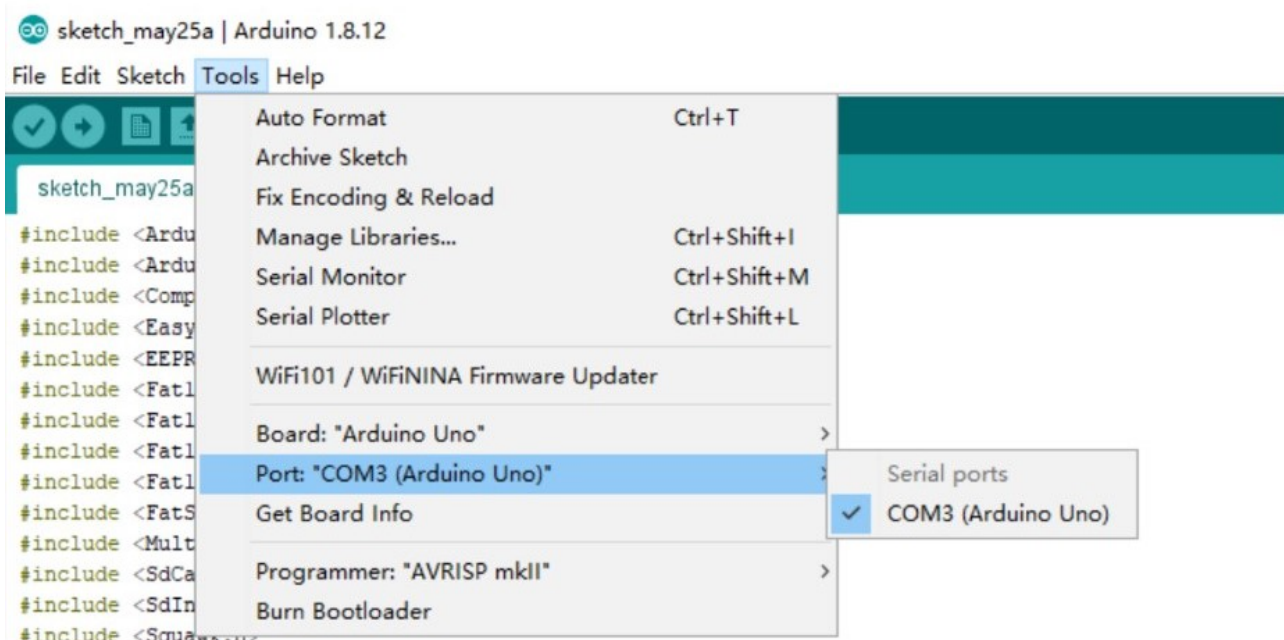 sketch_may25a | Arduino 1.8.12
File Edit Sketch Tools Help
Auto Format Ctrl+T
Archive Sketch
sketch_may25a
Fix Encoding & Reload
#include <Ardu
Manage Libraries... Ctrl+Shift+I
#include <Ardu
Serial Monitor Ctrl+Shift+M
#include <Comp
Serial Plotter Ctrl+Shift+L
#include <Easy
#include <EEPR
WiFi101 / WiFiNINA Firmware Updater
#include <Fatl
#include <Fatl
Board: "Arduino Uno"
#include <Fatl
Port: "COM3 (Arduino Uno)" Serial ports
#include <Fatl
#include <FatS
Get Board Info COM3 (Arduino Uno)
#include <Mult
#include <SdCa
Programmer: "AVRISP mkII"
#include <SdIn
Burn Bootloader
#include